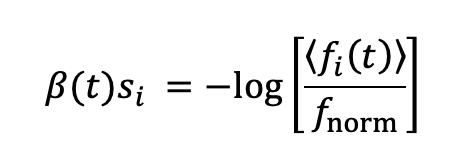 β(t)sᵢ = −log[⟨fᵢ(t)⟩/f_norm]